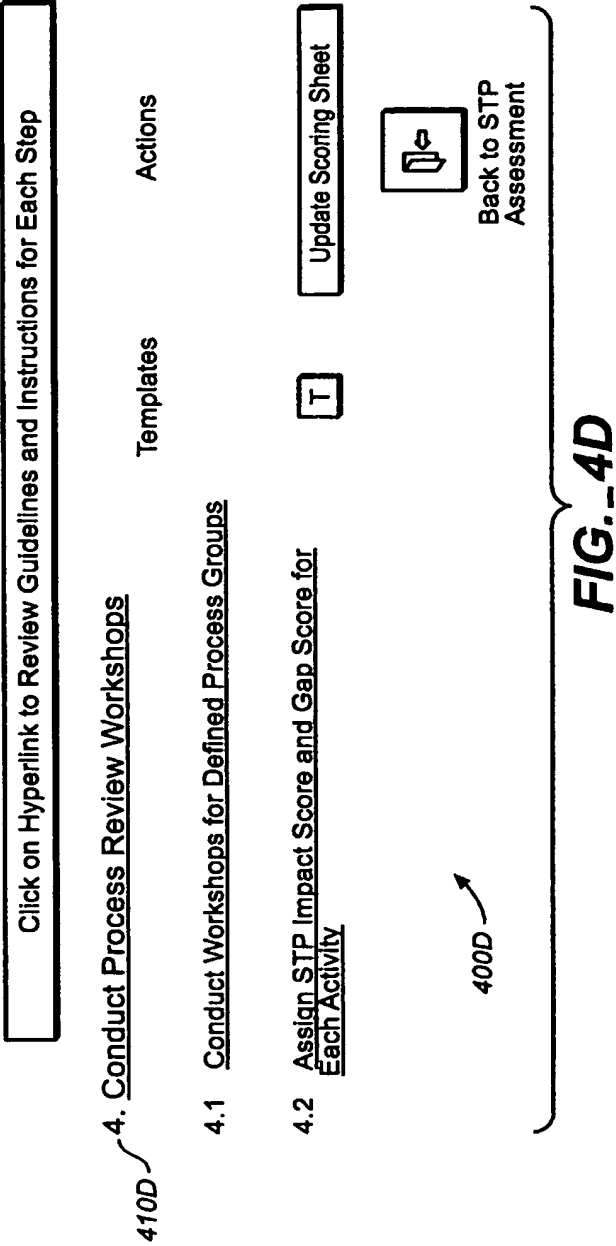 Click on Hyperlink to Review Guidelines and Instructions for Each Step
Templates
Actions
410D
4. Conduct Process Review Workshops
4.1 Conduct Workshops for Defined Process Groups
4.2 Assign STP Impact Score and Gap Score for
Each Activity
T
Update Scoring Sheet
Back to STP
Assessment
400D
FIG._4D